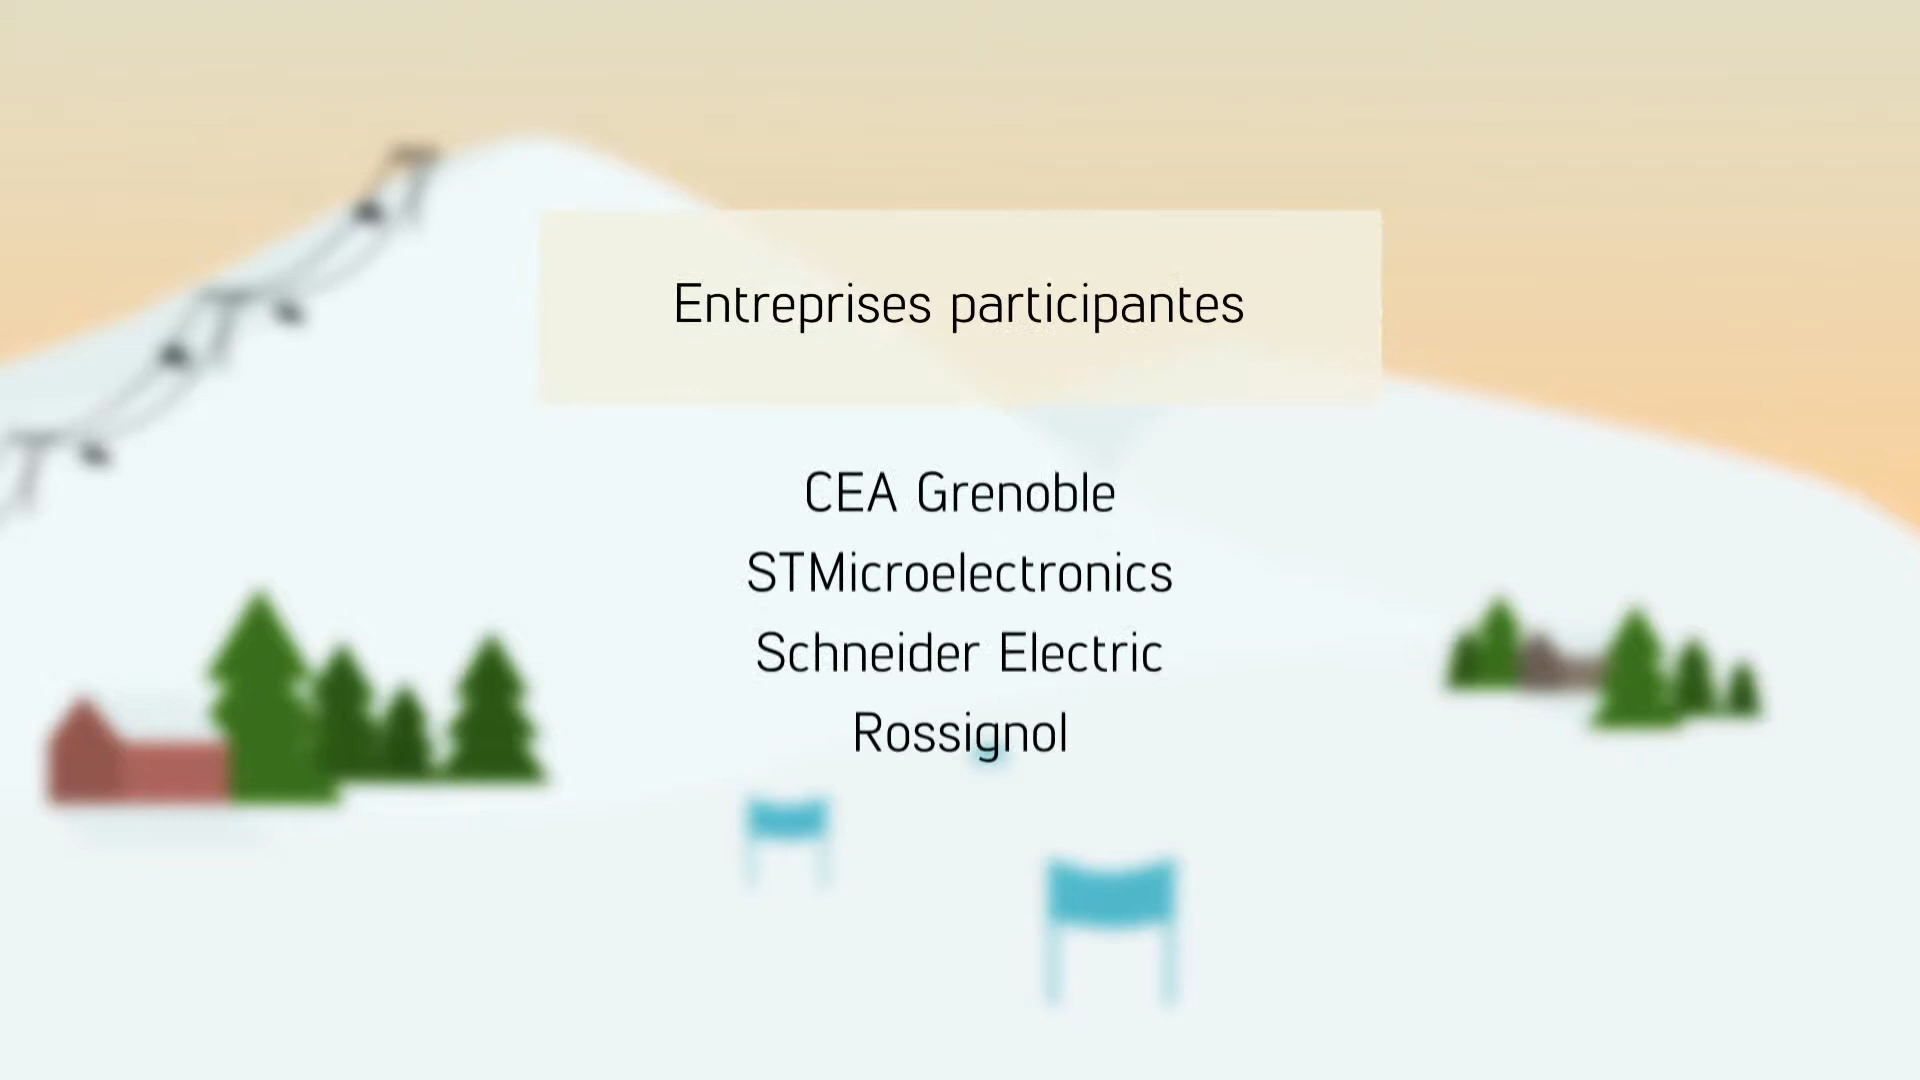 Entreprises participantes
CEA Grenoble
STMicroelectronics
Schneider Electric
Rossignol